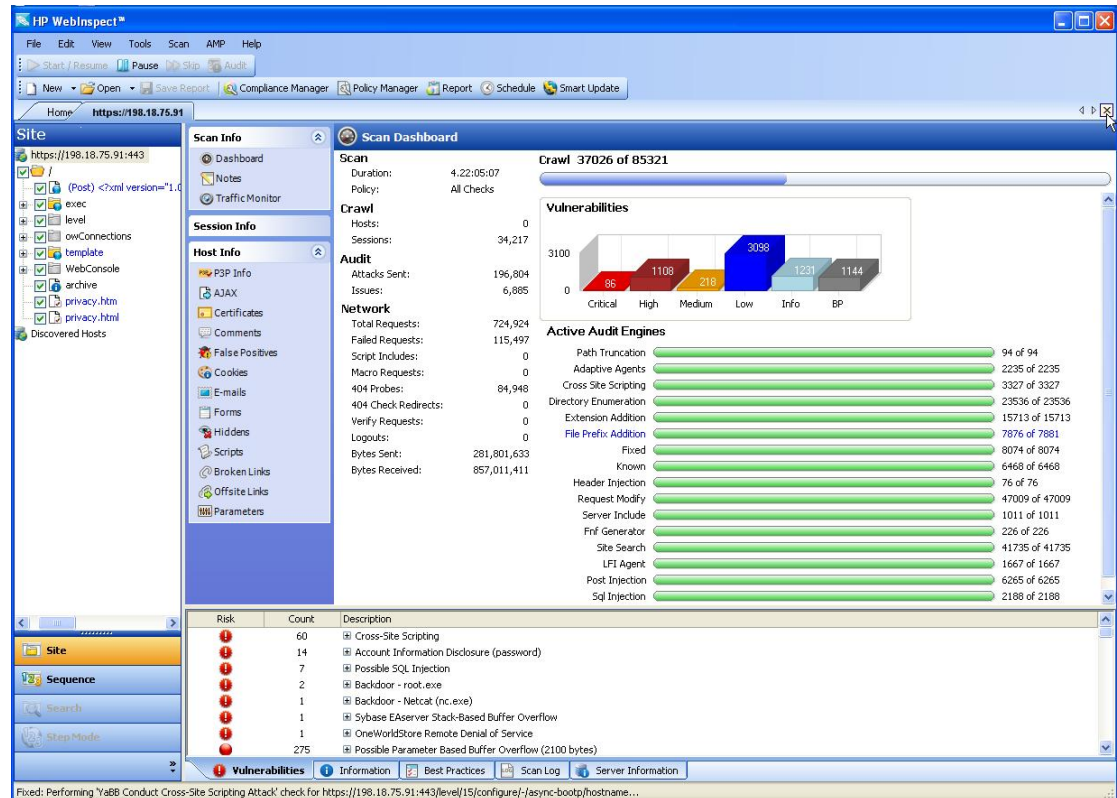 HP WebInspect™
File Edit View Tools Scan AMP Help
Start / Resume Pause Skip Audit
New Open Save Report Compliance Manager Policy Manager Report Schedule Smart Update
Home https://198.18.75.91
Site
https://198.18.75.91:443
/
(Post) <?xml version="1.0
exec
level
owConnections
template
WebConsole
archive
privacy.htm
privacy.html
Discovered Hosts
Site
Sequence
Search
Step Mode
Scan Info
Dashboard
Notes
Traffic Monitor
Session Info
Host Info
P3P Info
AJAX
Certificates
Comments
False Positives
Cookies
E-mails
Forms
Hiddens
Scripts
Broken Links
Offsite Links
Parameters
Scan Dashboard
Scan
Duration: 4.22:05:07
Policy: All Checks
Crawl
Hosts: 0
Sessions: 34,217
Audit
Attacks Sent: 196,804
Issues: 6,885
Network
Total Requests: 724,924
Failed Requests: 115,497
Script Includes: 0
Macro Requests: 0
404 Probes: 84,948
404 Check Redirects: 0
Verify Requests: 0
Logouts: 0
Bytes Sent: 281,801,633
Bytes Received: 857,011,411
Crawl 37026 of 85321
Vulnerabilities
3100
0
86 1108 218 3098 1231 1144
Critical High Medium Low Info BP
Active Audit Engines
Path Truncation 94 of 94
Adaptive Agents 2235 of 2235
Cross Site Scripting 3327 of 3327
Directory Enumeration 23536 of 23536
Extension Addition 15713 of 15713
File Prefix Addition 7876 of 7881
Fixed 8074 of 8074
Known 6468 of 6468
Header Injection 76 of 76
Request Modify 47009 of 47009
Server Include 1011 of 1011
Fnf Generator 226 of 226
Site Search 41735 of 41735
LFI Agent 1667 of 1667
Post Injection 6265 of 6265
Sql Injection 2188 of 2188
Risk Count Description
60 Cross-Site Scripting
14 Account Information Disclosure (password)
7 Possible SQL Injection
2 Backdoor - root.exe
1 Backdoor - Netcat (nc.exe)
1 Sybase EAserver Stack-Based Buffer Overflow
1 OneWorldStore Remote Denial of Service
275 Possible Parameter Based Buffer Overflow (2100 bytes)
Vulnerabilities Information Best Practices Scan Log Server Information
Fixed: Performing 'YaBB Conduct Cross-Site Scripting Attack' check for https://198.18.75.91:443/level/15/configure/-/async-bootp/hostname...